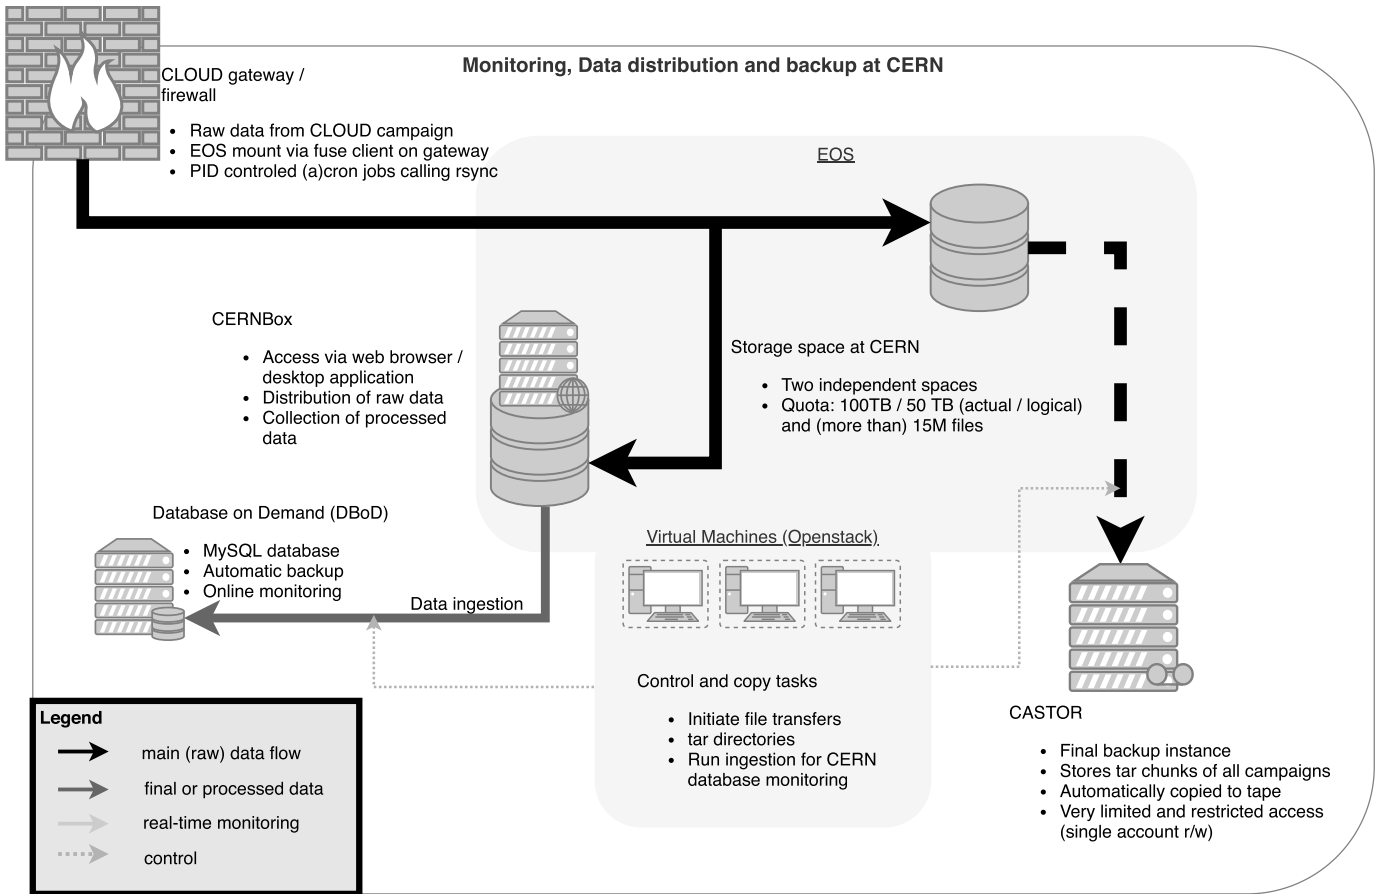 Monitoring, Data distribution and backup at CERN
CLOUD gateway /
firewall
• Raw data from CLOUD campaign
• EOS mount via fuse client on gateway
• PID controled (a)cron jobs calling rsync
EOS
CERNBox
• Access via web browser /
desktop application
• Distribution of raw data
• Collection of processed
data
Storage space at CERN
• Two independent spaces
• Quota: 100TB / 50 TB (actual / logical)
and (more than) 15M files
Database on Demand (DBoD)
• MySQL database
• Automatic backup
• Online monitoring
Data ingestion
Virtual Machines (Openstack)
Control and copy tasks
• Initiate file transfers
• tar directories
• Run ingestion for CERN
database monitoring
CASTOR
• Final backup instance
• Stores tar chunks of all campaigns
• Automatically copied to tape
• Very limited and restricted access
(single account r/w)
Legend
main (raw) data flow
final or processed data
real-time monitoring
control